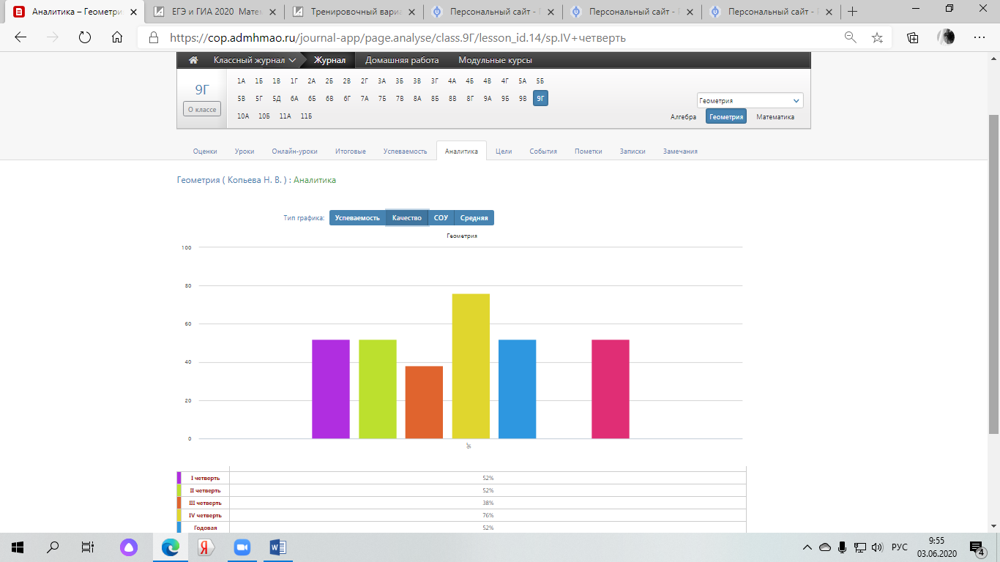 Аналитика – Геометри
ЕГЭ и ГИА 2020 Матем
Тренировочный вариа
Персональный сайт -
Персональный сайт -
Персональный сайт -
https://cop.admhmao.ru/journal-app/page.analyse/class.9Г/lesson_id.14/sp.IV+четверть
Классный журнал Журнал Домашняя работа Модульные курсы
9Г
О классе
1А 1Б 1В 1Г 2А 2Б 2В 2Г 3А 3Б 3В 3Г 4А 4Б 4В 4Г 5А 5Б
5В 5Г 5Д 6А 6Б 6В 6Г 7А 7Б 7В 8А 8Б 8В 8Г 9А 9Б 9В 9Г
10А 10Б 11А 11Б
Геометрия
Алгебра Геометрия Математика
Оценки Уроки Онлайн-уроки Итоговые Успеваемость Аналитика Цели События Пометки Записки Замечания
Геометрия ( Копьева Н. В. ) : Аналитика
Тип графика: Успеваемость Качество СОУ Средняя
Геометрия
100
80
60
40
20
0
9Г
I четверть 52%
II четверть 52%
III четверть 38%
IV четверть 76%
Годовая 52%
РУС
9:55
03.06.2020
4